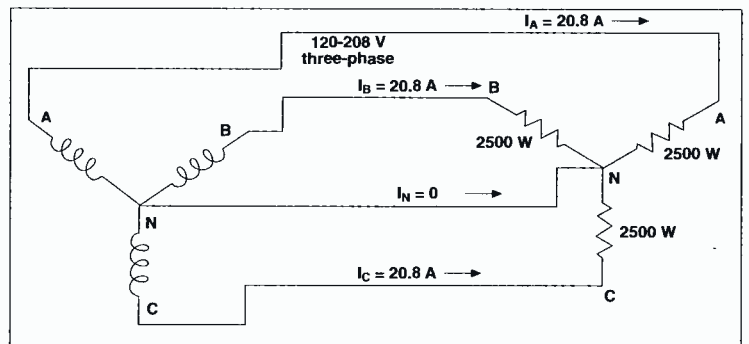 I_A = 20.8 A
120-208 V
three-phase
I_B = 20.8 A
B
A
B
A
2500 W
2500 W
N
I_N = 0
N
2500 W
I_C = 20.8 A
C
C